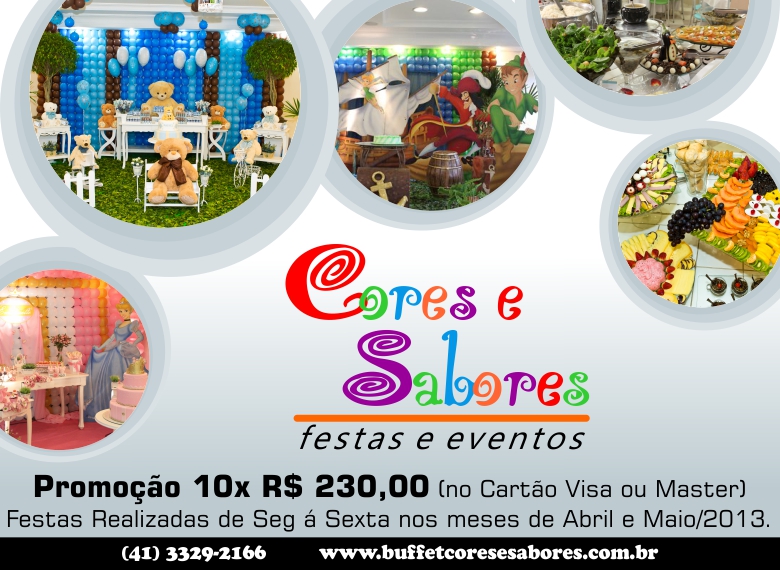 Cores e
Sabores
festas e eventos
Promoção 10x R$ 230,00 (no Cartão Visa ou Master)
Festas Realizadas de Seg á Sexta nos meses de Abril e Maio/2013.
(41) 3329-2166 www.buffetcoresesabores.com.br